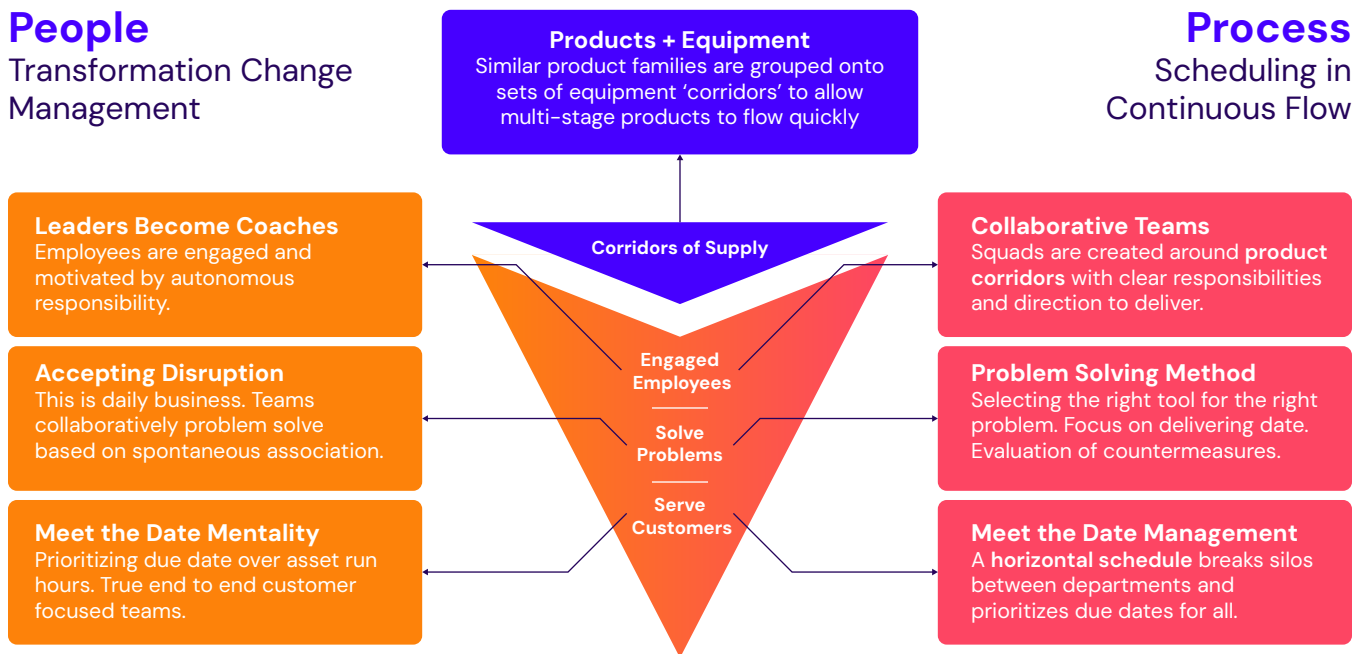 People
Transformation Change
Management
Products + Equipment
Similar product families are grouped onto
sets of equipment ‘corridors’ to allow
multi-stage products to flow quickly
Process
Scheduling in
Continuous Flow
Corridors of Supply
Leaders Become Coaches
Employees are engaged and
motivated by autonomous
responsibility.
Accepting Disruption
This is daily business. Teams
collaboratively problem solve
based on spontaneous association.
Meet the Date Mentality
Prioritizing due date over asset run
hours. True end to end customer
focused teams.
Engaged
Employees
Solve
Problems
Serve
Customers
Collaborative Teams
Squads are created around product
corridors with clear responsibilities
and direction to deliver.
Problem Solving Method
Selecting the right tool for the right
problem. Focus on delivering date.
Evaluation of countermeasures.
Meet the Date Management
A horizontal schedule breaks silos
between departments and
prioritizes due dates for all.